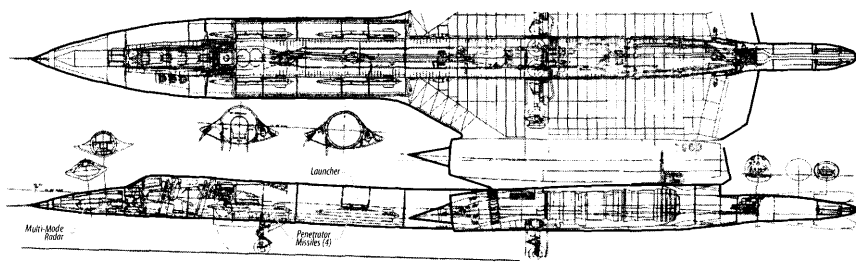 Launcher
Multi-Mode
Radar
Penetrator
Missiles (4)